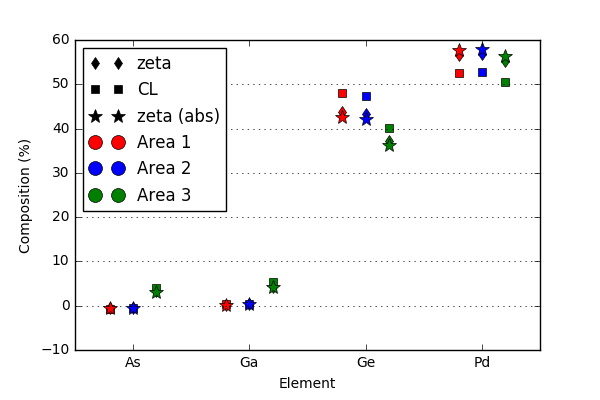 60
50
40
30
20
10
0
−10
Composition (%)
zeta
CL
zeta (abs)
Area 1
Area 2
Area 3
As Ga Ge Pd
Element